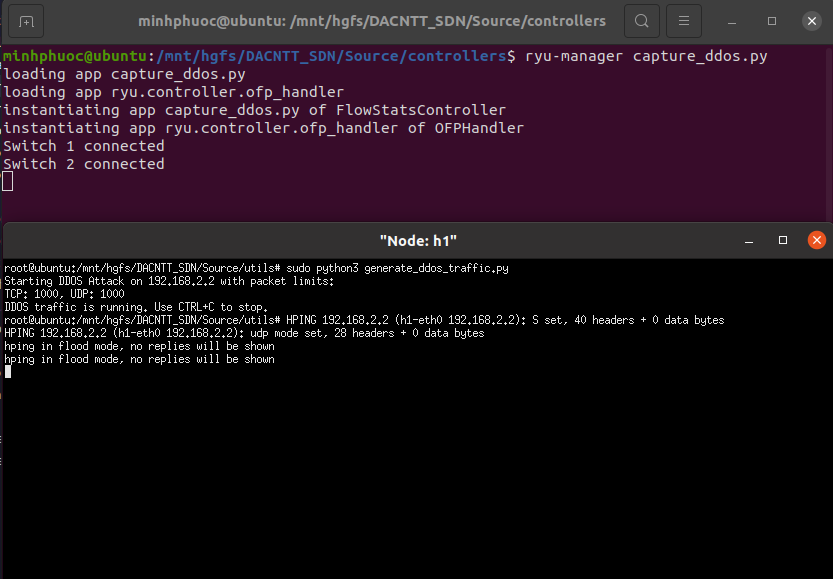 minhphuoc@ubuntu: /mnt/hgfs/DACNTT_SDN/Source/controllers
minhphuoc@ubuntu:/mnt/hgfs/DACNTT_SDN/Source/controllers$ ryu-manager capture_ddos.py
loading app capture_ddos.py
loading app ryu.controller.ofp_handler
instantiating app capture_ddos.py of FlowStatsController
instantiating app ryu.controller.ofp_handler of OFPHandler
Switch 1 connected
Switch 2 connected
"Node: h1"
root@ubuntu:/mnt/hgfs/DACNTT_SDN/Source/utils# sudo python3 generate_ddos_traffic.py
Starting DDOS Attack on 192.168.2.2 with packet limits:
TCP: 1000, UDP: 1000
DDOS traffic is running. Use CTRL+C to stop.
root@ubuntu:/mnt/hgfs/DACNTT_SDN/Source/utils# HPING 192.168.2.2 (h1-eth0 192.168.2.2): S set, 40 headers + 0 data bytes
HPING 192.168.2.2 (h1-eth0 192.168.2.2): udp mode set, 28 headers + 0 data bytes
hping in flood mode, no replies will be shown
hping in flood mode, no replies will be shown